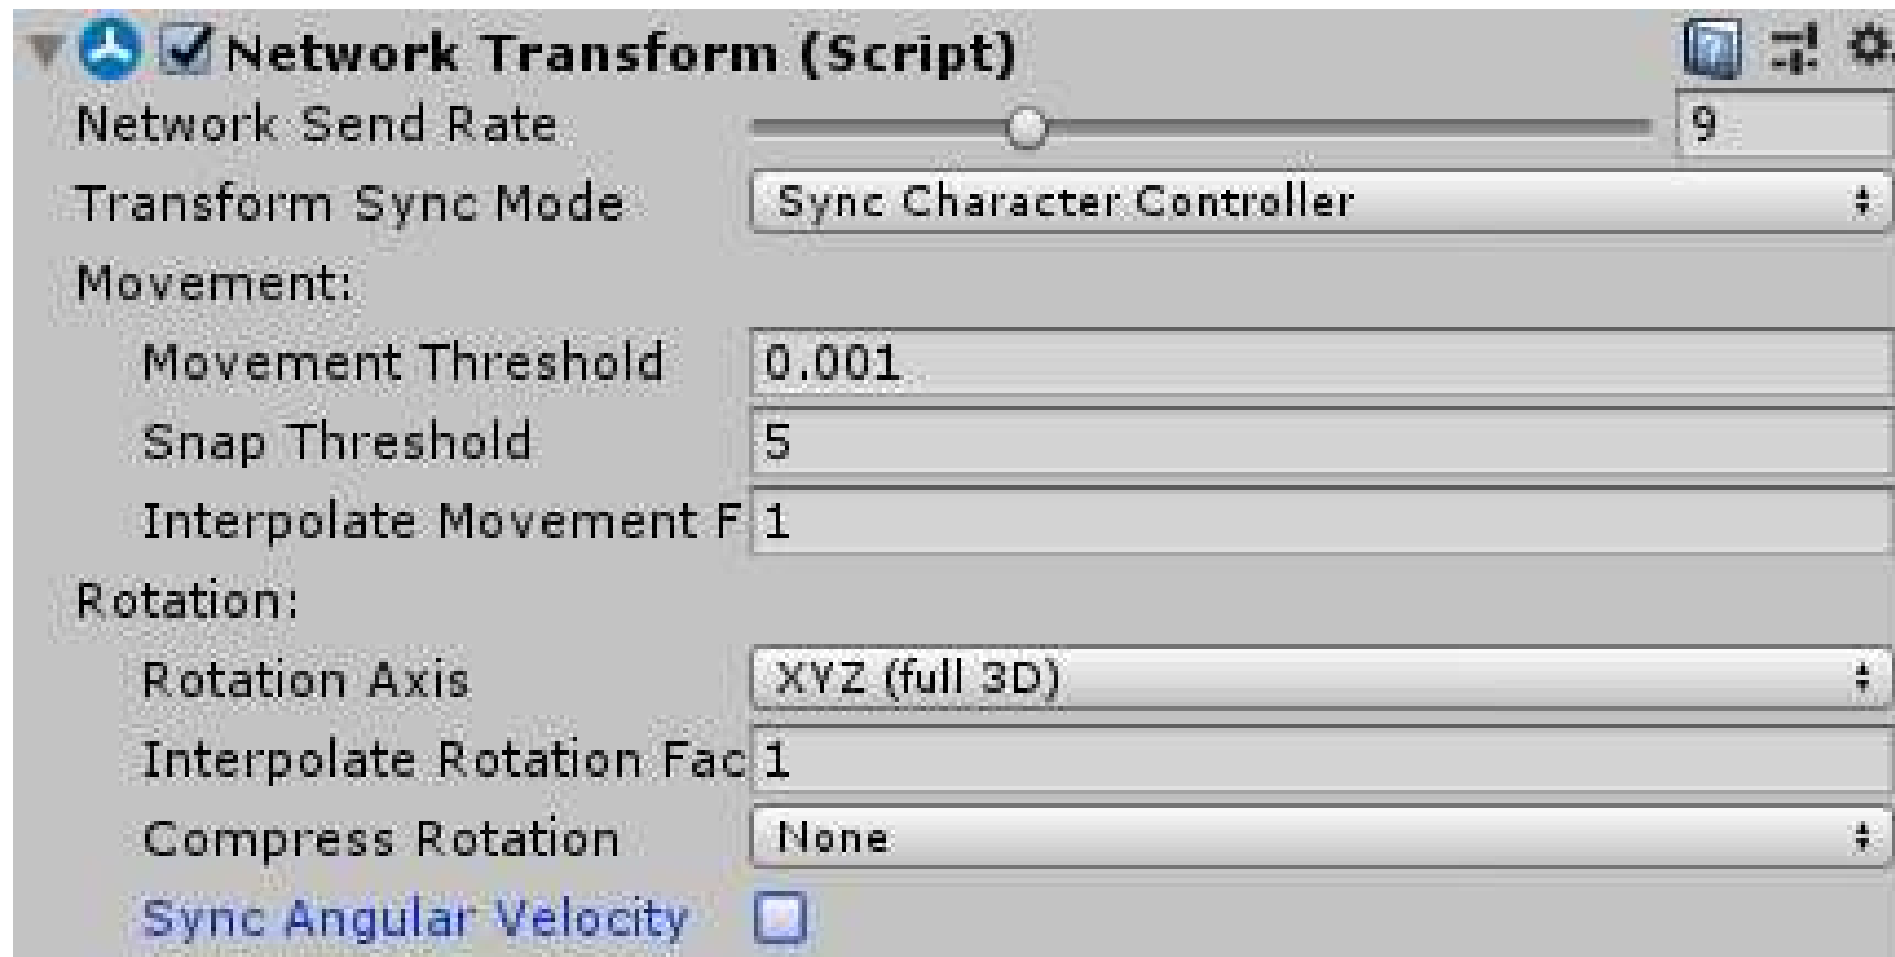 Network Transform (Script)
Network Send Rate 9
Transform Sync Mode Sync Character Controller
Movement:
Movement Threshold 0.001
Snap Threshold 5
Interpolate Movement F 1
Rotation:
Rotation Axis XYZ (full 3D)
Interpolate Rotation Fac 1
Compress Rotation None
Sync Angular Velocity